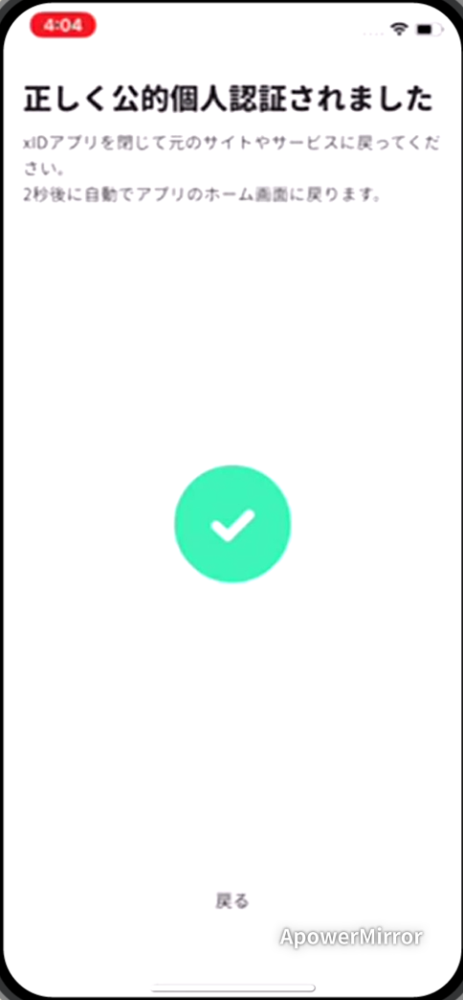 4:04
正しく公的個人認証されました
xIDアプリを閉じて元のサイトやサービスに戻ってくだ
さい。
2秒後に自動でアプリのホーム画面に戻ります。
戻る
ApowerMirror